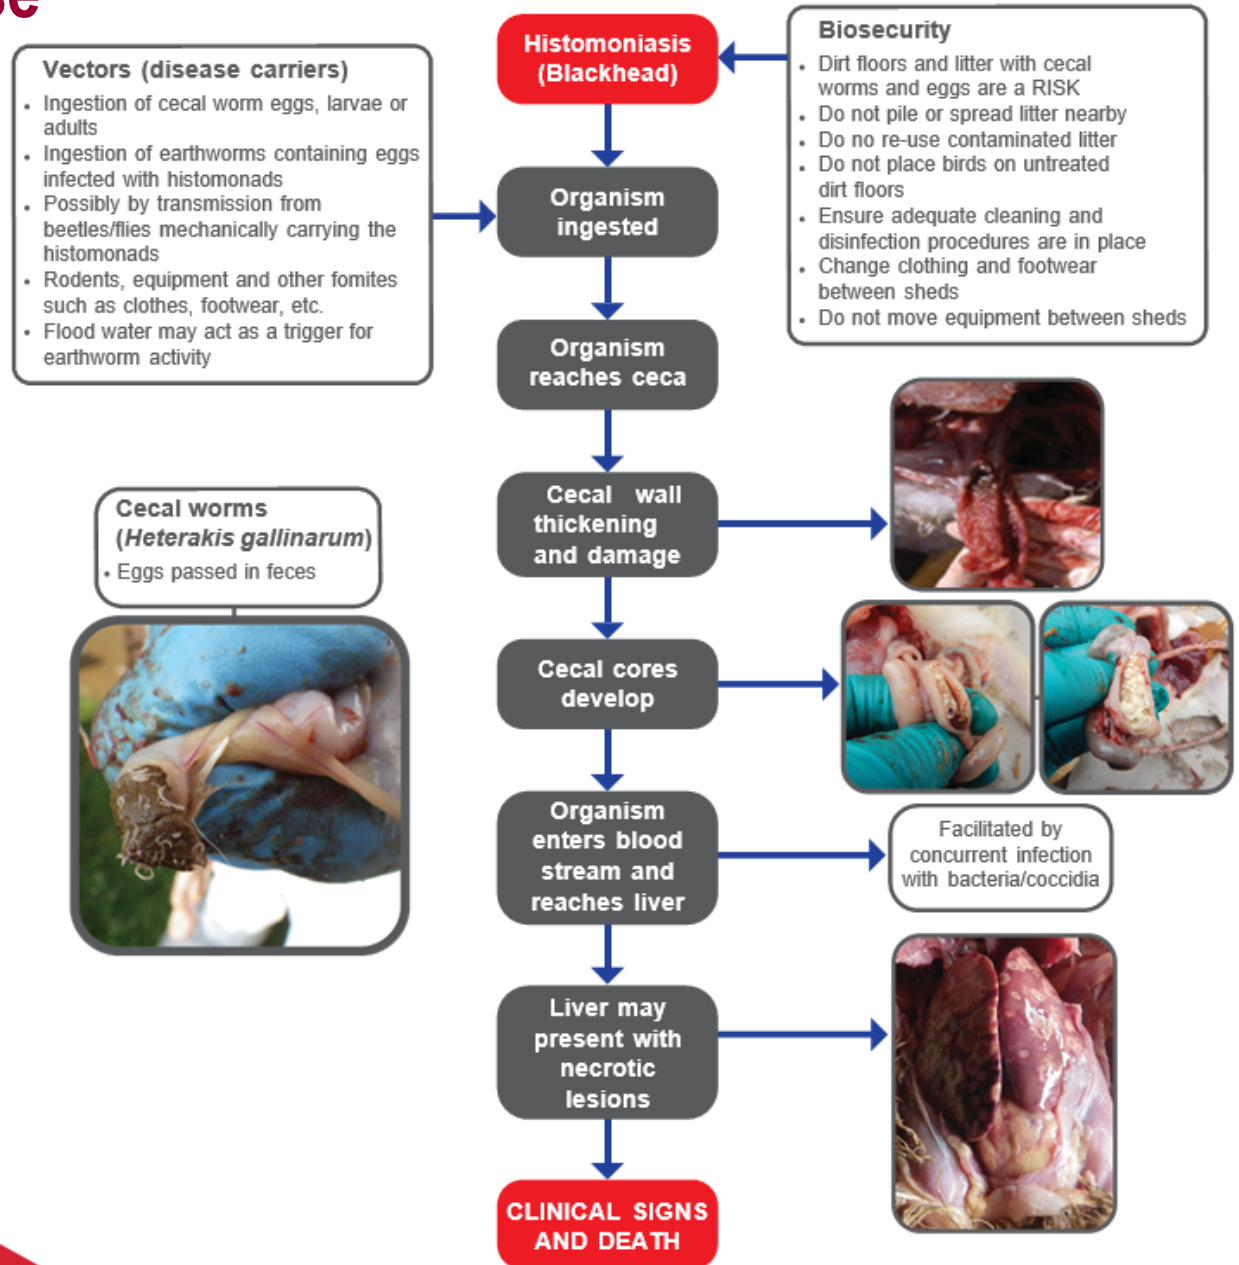 Histomoniasis
(Blackhead)
Vectors (disease carriers)
• Ingestion of cecal worm eggs, larvae or
adults
• Ingestion of earthworms containing eggs
infected with histomonads
• Possibly by transmission from
beetles/flies mechanically carrying the
histomonads
• Rodents, equipment and other fomites
such as clothes, footwear, etc.
• Flood water may act as a trigger for
earthworm activity
Biosecurity
• Dirt floors and litter with cecal
worms and eggs are a RISK
• Do not pile or spread litter nearby
• Do no re-use contaminated litter
• Do not place birds on untreated
dirt floors
• Ensure adequate cleaning and
disinfection procedures are in place
• Change clothing and footwear
between sheds
• Do not move equipment between sheds
Organism
ingested
Organism
reaches ceca
Cecal wall
thickening
and damage
Cecal worms
(Heterakis gallinarum)
• Eggs passed in feces
Cecal cores
develop
Organism
enters blood
stream and
reaches liver
Facilitated by
concurrent infection
with bacteria/coccidia
Liver may
present with
necrotic
lesions
CLINICAL SIGNS
AND DEATH